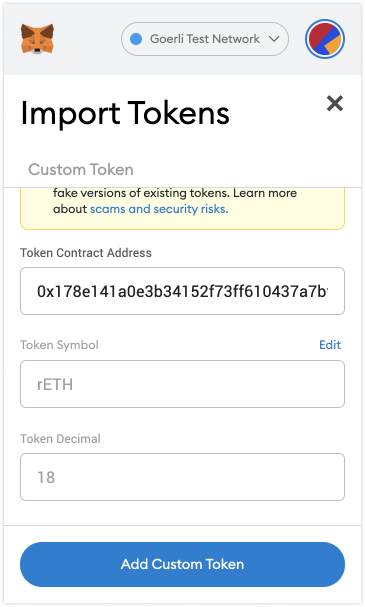 Goerli Test Network
Import Tokens
Custom Token
fake versions of existing tokens. Learn more
about scams and security risks.
Token Contract Address
0x178e141a0e3b34152f73ff610437a7b
Token Symbol
Edit
rETH
Token Decimal
18
Add Custom Token